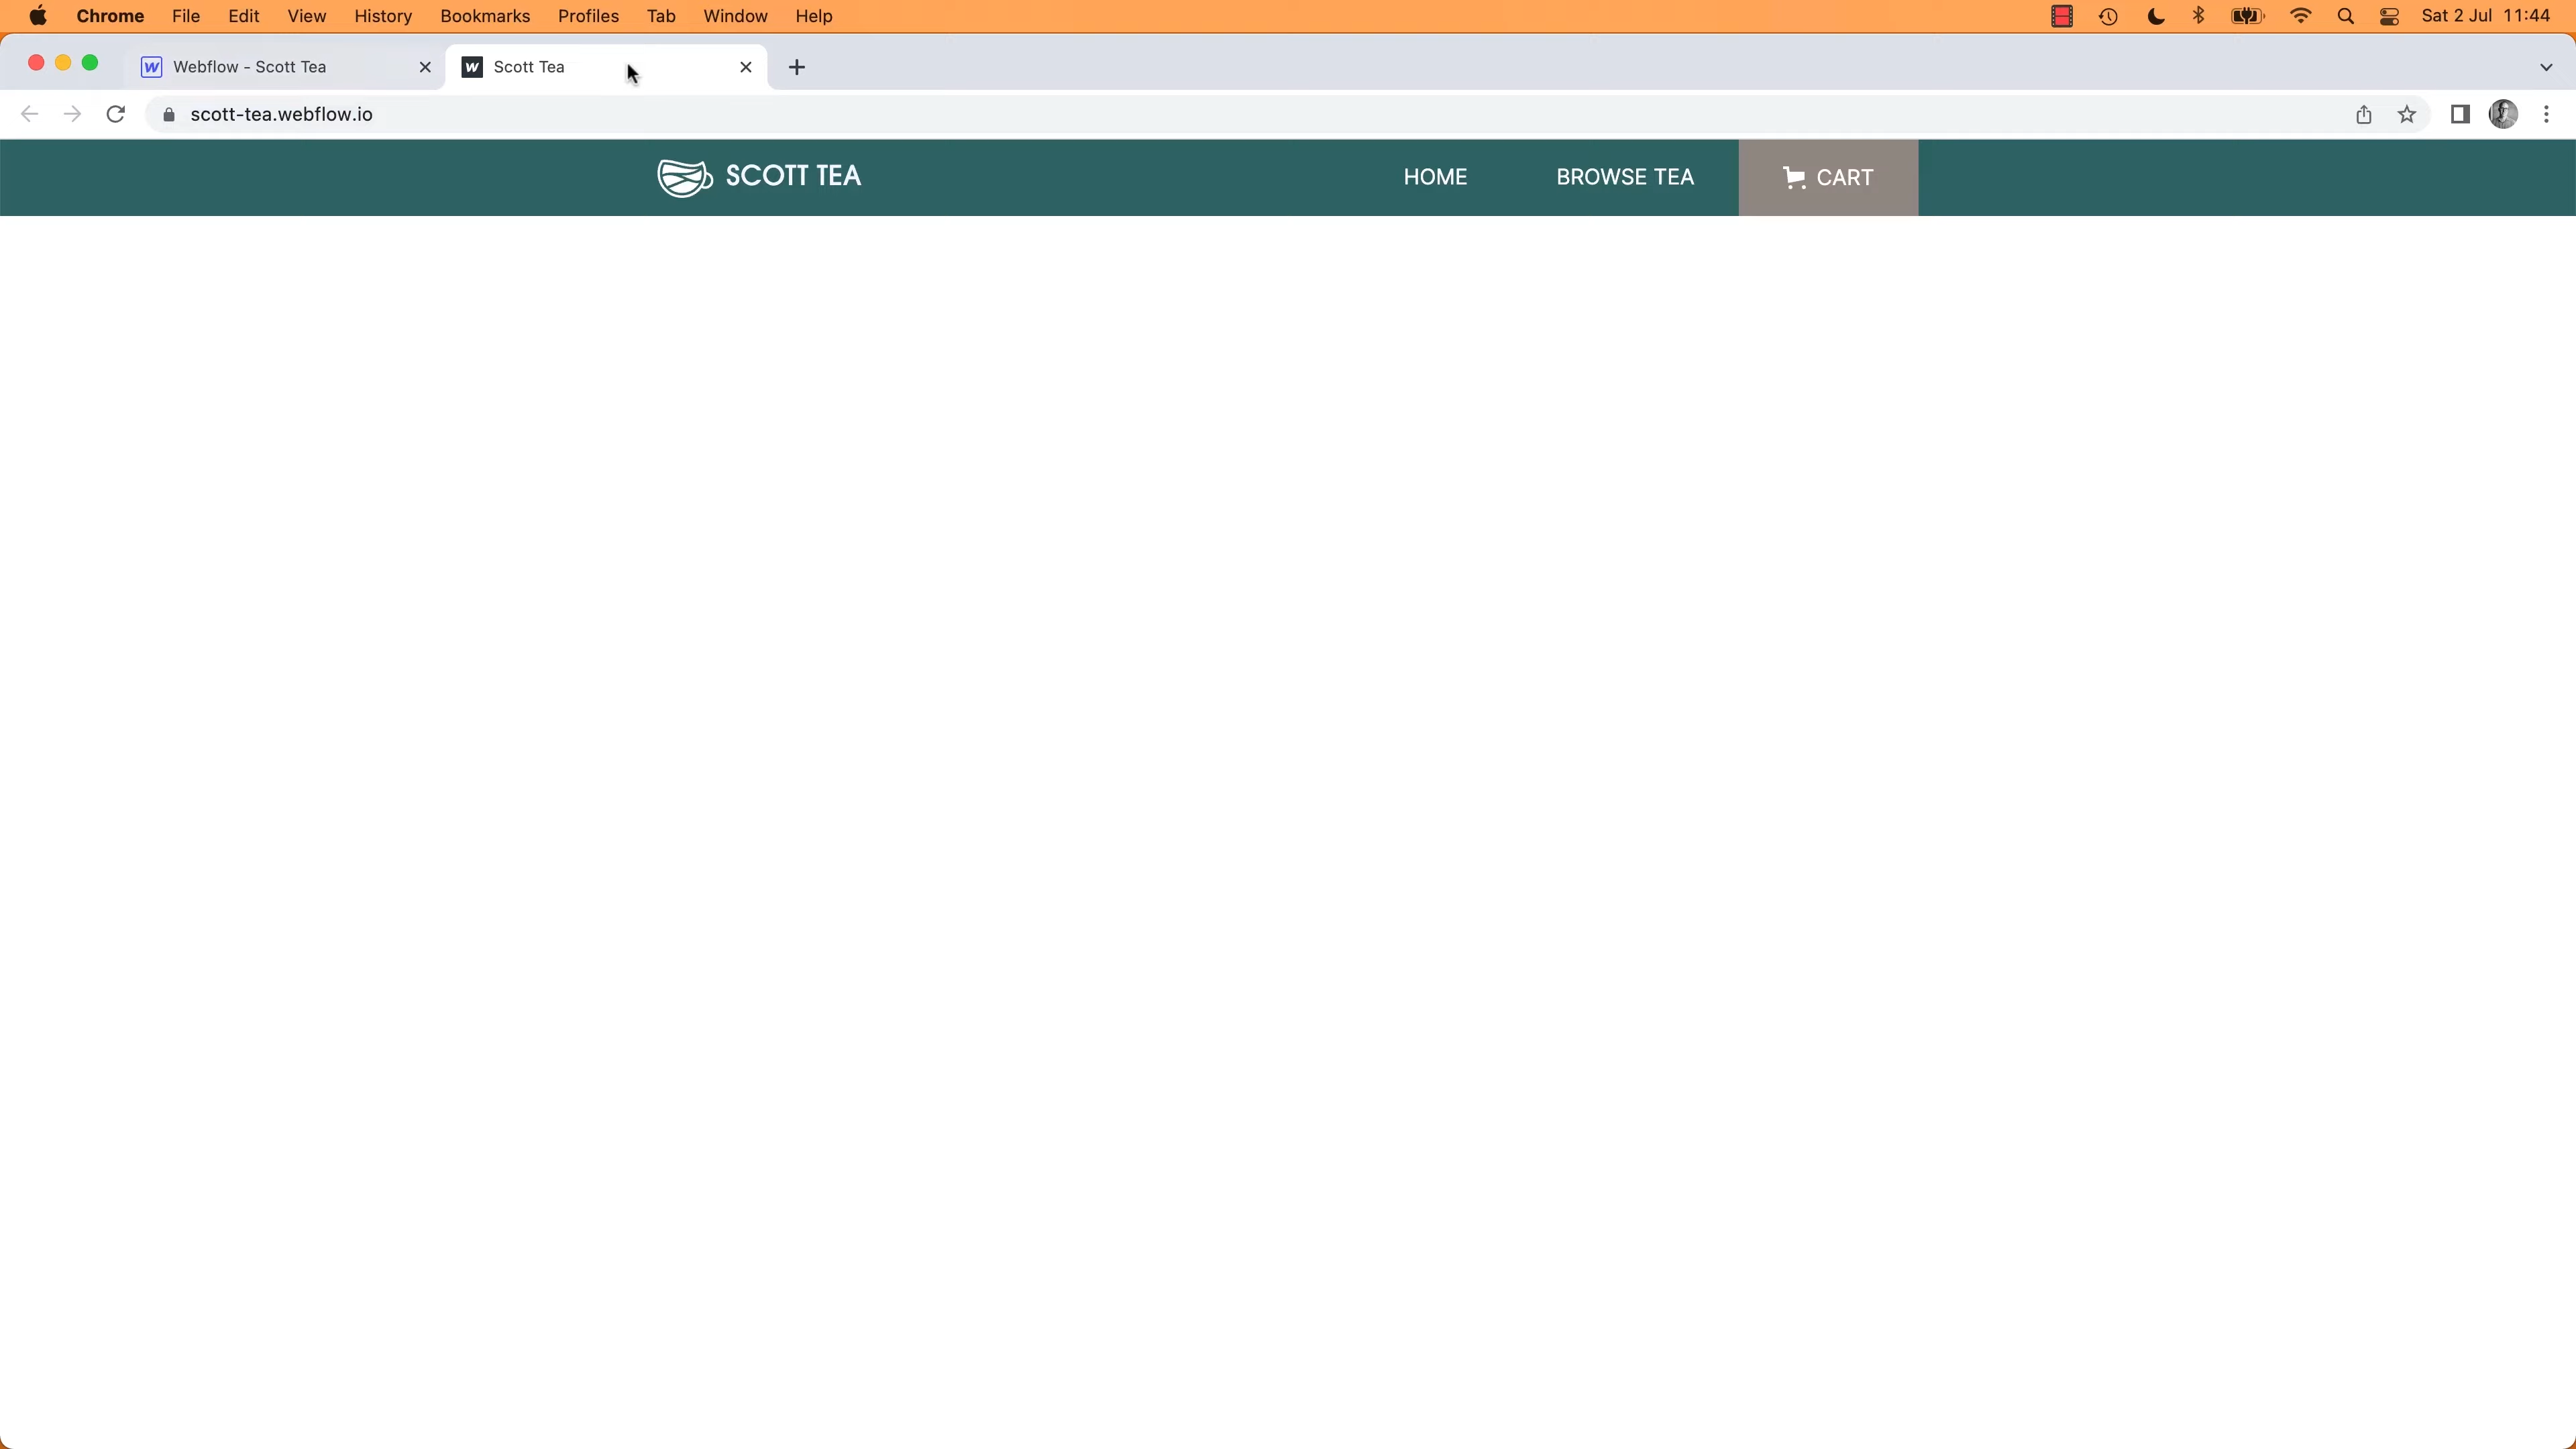 Chrome File Edit View History Bookmarks Profiles Tab Window Help Sat 2 Jul 11:44
Webflow - Scott Tea Scott Tea
scott-tea.webflow.io
SCOTT TEA HOME BROWSE TEA CART